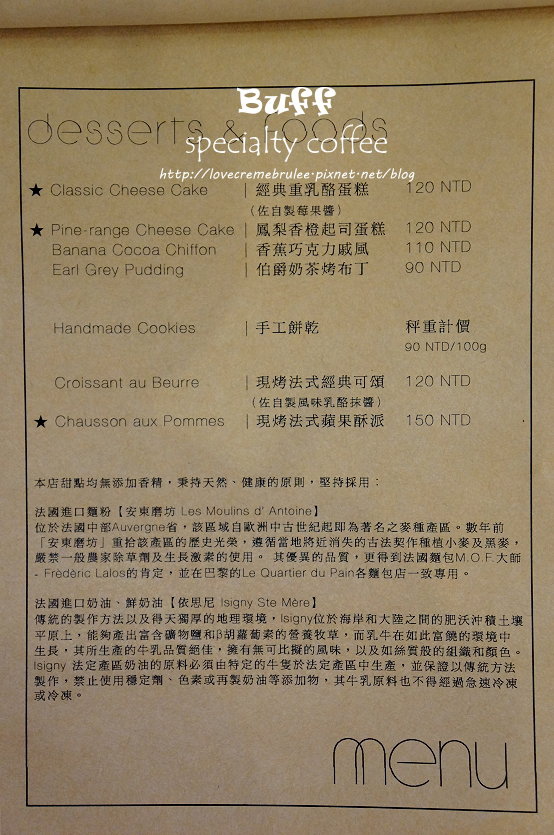 Buff
desserts & foods
specialty coffee
http://lovecremebrulee.pixnet.net/blog
★ Classic Cheese Cake | 經典重乳酪蛋糕 120 NTD
(佐自製莓果醬)
★ Pine-range Cheese Cake | 鳳梨香橙起司蛋糕 120 NTD
Banana Cocoa Chiffon | 香蕉巧克力戚風 110 NTD
Earl Grey Pudding | 伯爵奶茶烤布丁 90 NTD
Handmade Cookies | 手工餅乾 秤重計價
90 NTD/100g
Croissant au Beurre | 現烤法式經典可頌 120 NTD
(佐自製風味乳酪抹醬)
★ Chausson aux Pommes | 現烤法式蘋果酥派 150 NTD
本店甜點均無添加香精，秉持天然、健康的原則，堅持採用：
法國進口麵粉【安東磨坊 Les Moulins d' Antoine】
位於法國中部Auvergne省，該區域自歐洲中古世紀起即為著名之麥種產區。數年前
「安東磨坊」重拾該產區的歷史光榮，遵循當地將近消失的古法契作種植小麥及黑麥，
嚴禁一般農家除草劑及生長激素的使用。 其優異的品質，更得到法國麵包M.O.F.大師
- Frédéric Lalos的肯定，並在巴黎的Le Quartier du Pain各麵包店一致專用。
法國進口奶油、鮮奶油【依思尼 Isigny Ste Mère】
傳統的製作方法以及得天獨厚的地理環境，Isigny位於海岸和大陸之間的肥沃沖積土壤
平原上，能夠產出富含礦物鹽和β胡蘿蔔素的營養牧草，而乳牛在如此富饒的環境中
生長，其所生產的牛乳品質絕佳，擁有無可比擬的風味，以及如絲質般的組織和顏色。
Isigny 法定產區奶油的原料必須由特定的牛隻於法定產區中生產，並保證以傳統方法
製作，禁止使用穩定劑、色素或再製奶油等添加物，其牛乳原料也不得經過急速冷凍
或冷凍。
menu